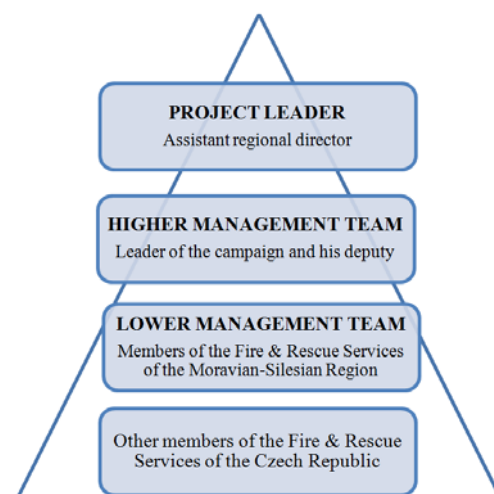 PROJECT LEADER
Assistant regional director
HIGHER MANAGEMENT TEAM
Leader of the campaign and his deputy
LOWER MANAGEMENT TEAM
Members of the Fire & Rescue Services
of the Moravian-Silesian Region
Other members of the Fire & Rescue
Services of the Czech Republic